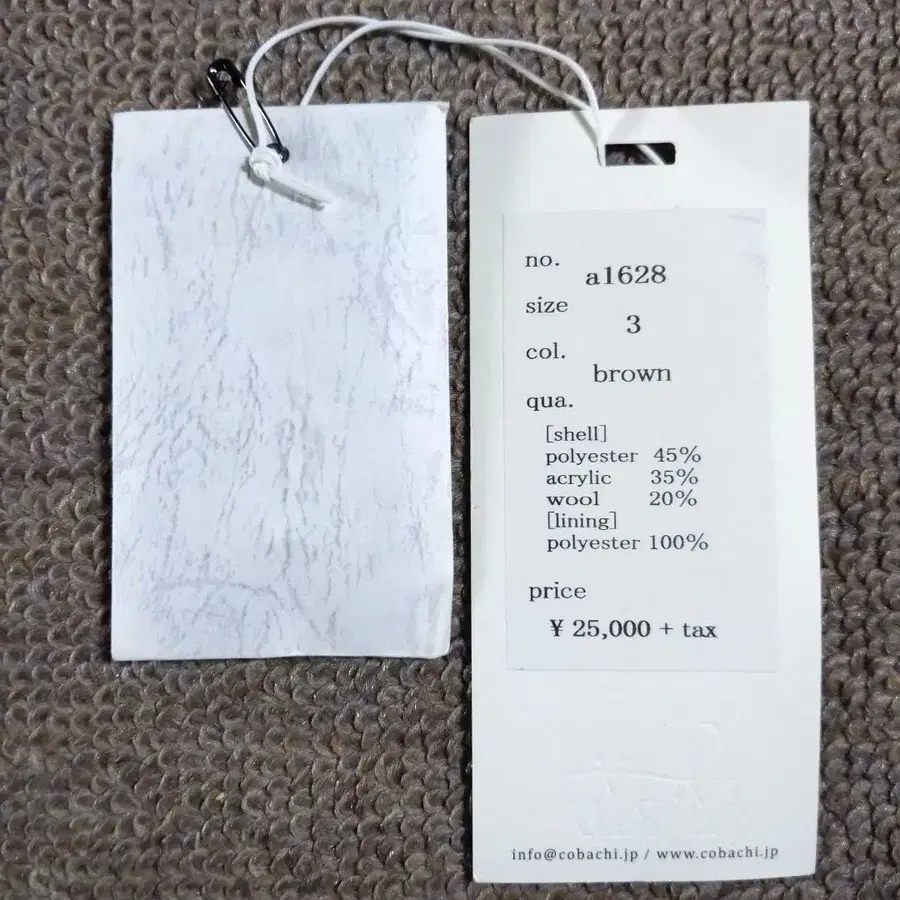 no.
a1628
size
3
col.
brown
qua.
[shell]
polyester 45%
acrylic 35%
wool 20%
[lining]
polyester 100%
price
¥ 25,000 + tax
info@cobachi.jp / www.cobachi.jp